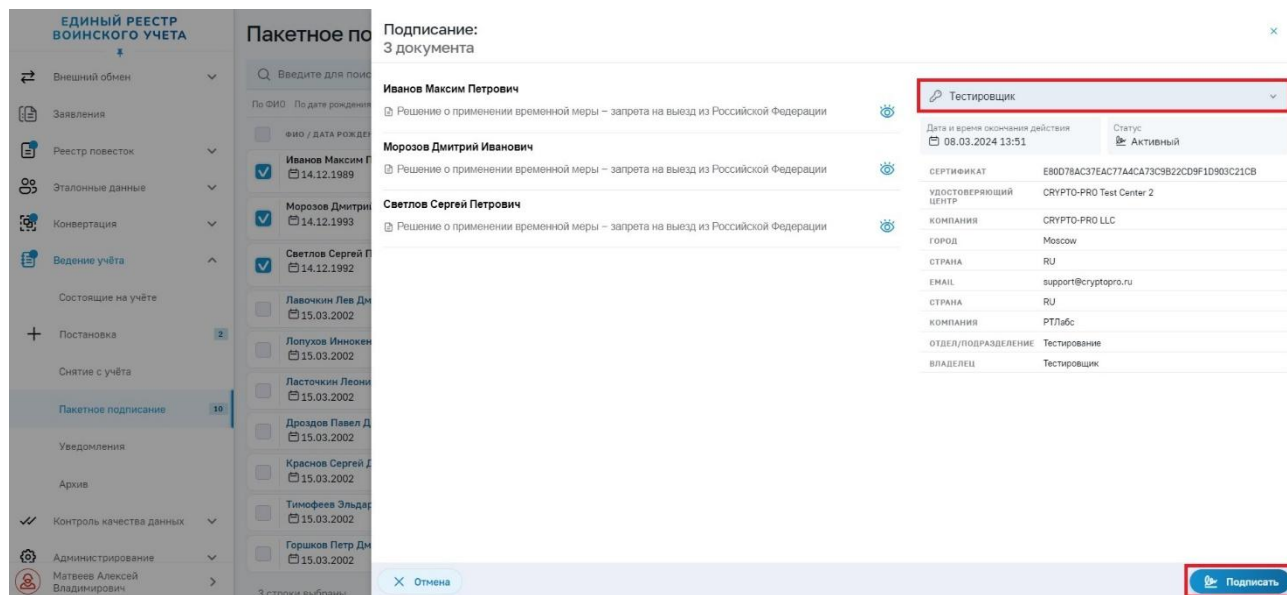 ЕДИНЫЙ РЕЕСТР
ВОИНСКОГО УЧЕТА
Внешний обмен
Заявления
Реестр повесток
Эталонные данные
Конвертация
Ведение учёта
Состоящие на учёте
Постановка 2
Снятие с учёта
Пакетное подписание 10
Уведомления
Архив
Контроль качества данных
Администрирование
Матвеев Алексей
Владимирович
Пакетное по
Введите для поис
По ФИО По дате рождения
ФИО / ДАТА РОЖДЕ
Иванов Максим П
14.12.1989
Морозов Дмитрий
14.12.1993
Светлов Сергей П
14.12.1992
Лавочкин Лев Дм
15.03.2002
Лопухов Иннокен
15.03.2002
Ласточкин Леони
15.03.2002
Дроздов Павел Д
15.03.2002
Краснов Сергей Д
15.03.2002
Тимофеев Эльдар
15.03.2002
Горшков Петр Дм
15.03.2002
3 строки выбраны
Подписание:
3 документа
Иванов Максим Петрович
Решение о применении временной меры – запрета на выезд из Российской Федерации
Морозов Дмитрий Иванович
Решение о применении временной меры – запрета на выезд из Российской Федерации
Светлов Сергей Петрович
Решение о применении временной меры – запрета на выезд из Российской Федерации
Тестировщик
Дата и время окончания действия Статус
08.03.2024 13:51 Активный
СЕРТИФИКАТ E80D78AC37EAC77A4CA73C9B22CD9F1D903C21CB
УДОСТОВЕРЯЮЩИЙ CRYPTO-PRO Test Center 2
ЦЕНТР
КОМПАНИЯ CRYPTO-PRO LLC
ГОРОД Moscow
СТРАНА RU
EMAIL support@cryptopro.ru
СТРАНА RU
КОМПАНИЯ РТЛабс
ОТДЕЛ/ПОДРАЗДЕЛЕНИЕ Тестирование
ВЛАДЕЛЕЦ Тестировщик
Отмена
Подписать